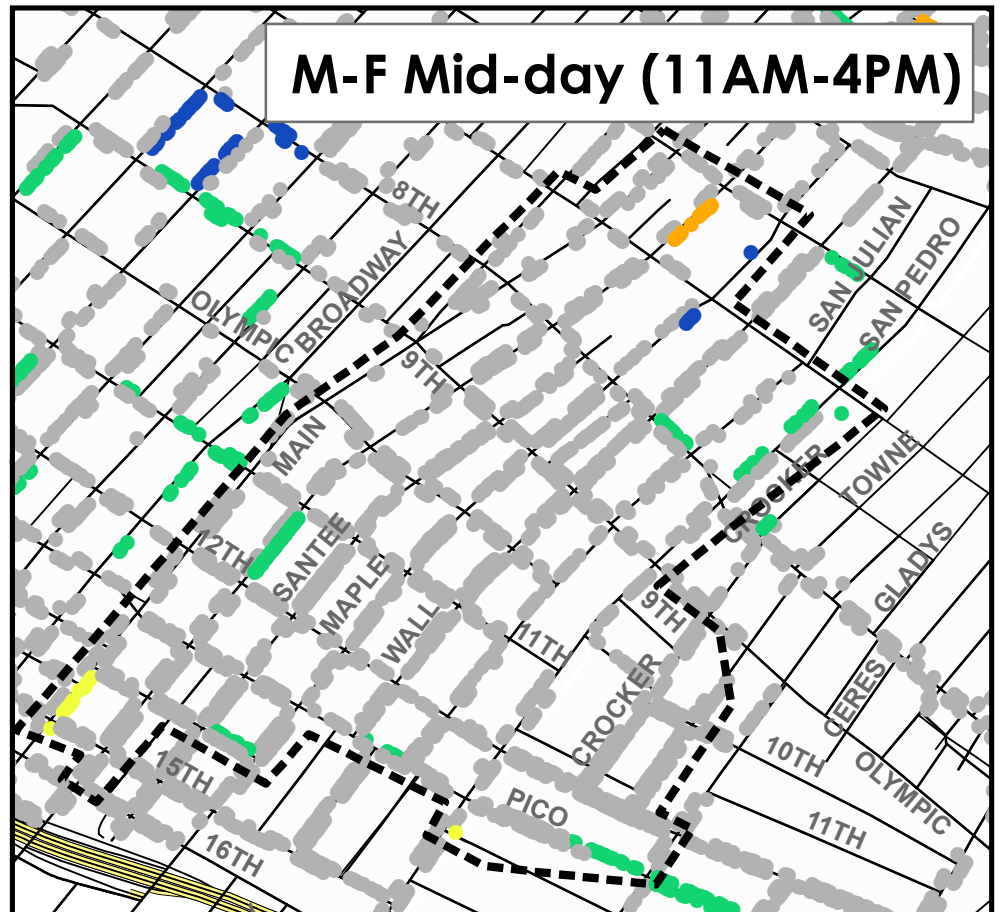 M-F Mid-day (11AM-4PM)
8TH
SAN JULIAN
SAN PEDRO
BROADWAY
OLYMPIC
9TH
MAIN
CROCKER
TOWNE
12TH
SANTEE
MAPLE
WALL
GLADYS
9TH
11TH
CROCKER
CERES
15TH
10TH
OLYMPIC
PICO
11TH
16TH